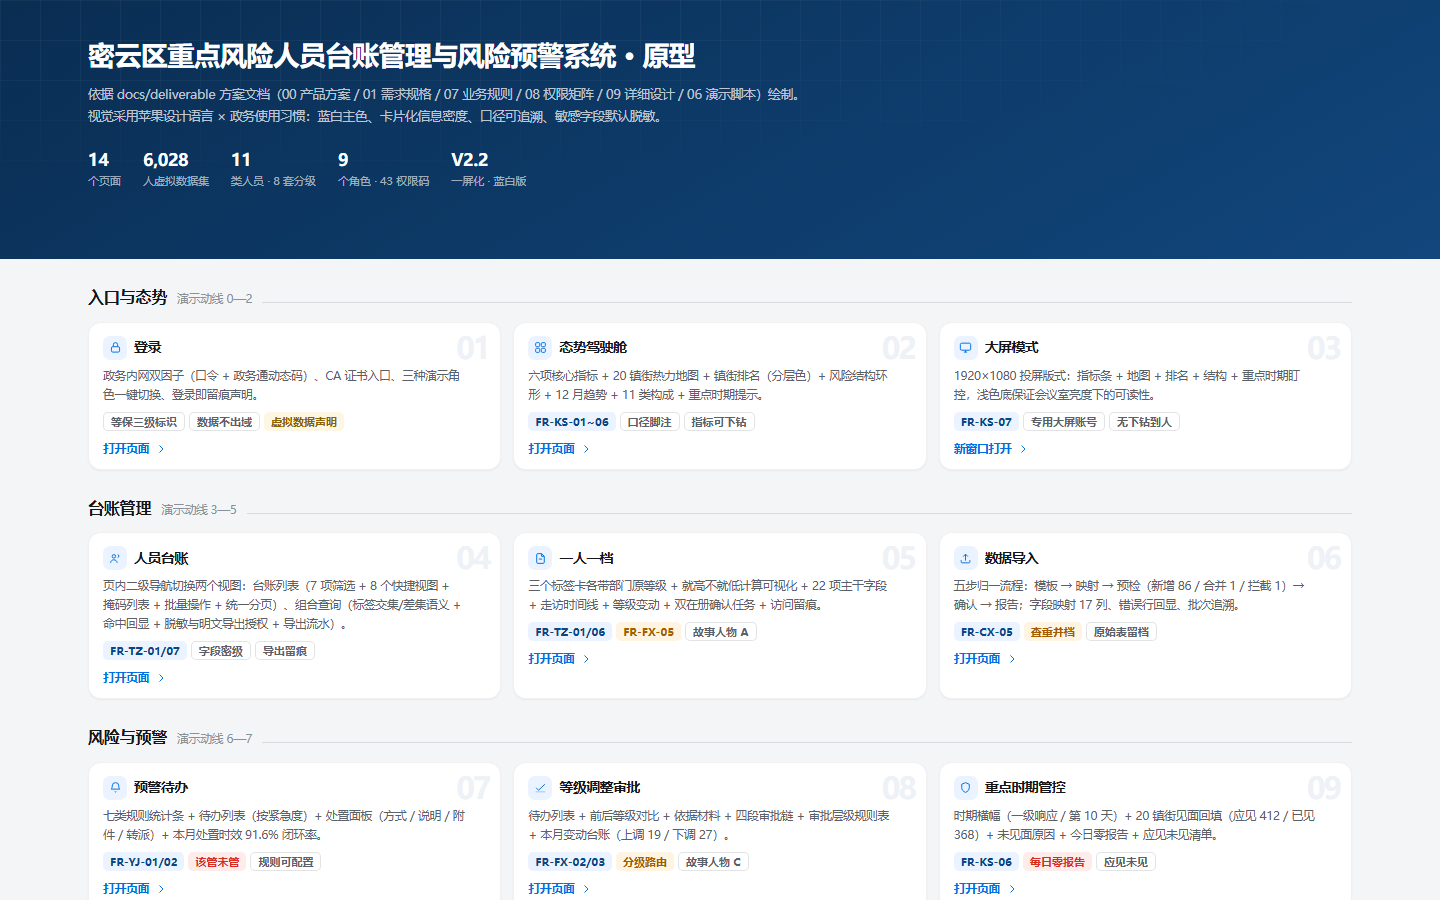 密云区重点风险人员台账管理与风险预警系统 • 原型
依据 docs/deliverable 方案文档（00 产品方案 / 01 需求规格 / 07 业务规则 / 08 权限矩阵 / 09 详细设计 / 06 演示脚本）绘制。
视觉采用苹果设计语言 × 政务使用习惯：蓝白主色、卡片化信息密度、口径可追溯、敏感字段默认脱敏。
14
个页面
6,028
人虚拟数据集
11
类人员 · 8 套分级
9
个角色 · 43 权限码
V2.2
一屏化 · 蓝白版
入口与态势 演示动线 0—2
01
登录
政务内网双因子（口令 + 政务通动态码）、CA 证书入口、三种演示角
色一键切换、登录即留痕声明。
等保三级标识 数据不出域 虚拟数据声明
打开页面
02
态势驾驶舱
六项核心指标 + 20 镇街热力地图 + 镇街排名（分层色）+ 风险结构环
形 + 12 月趋势 + 11 类构成 + 重点时期提示。
FR-KS-01~06 口径脚注 指标可下钻
打开页面
03
大屏模式
1920×1080 投屏版式：指标条 + 地图 + 排名 + 结构 + 重点时期盯
控，浅色底保证会议室亮度下的可读性。
FR-KS-07 专用大屏账号 无下钻到人
新窗口打开
台账管理 演示动线 3—5
04
人员台账
页内二级导航切换两个视图：台账列表（7 项筛选 + 8 个快捷视图 +
掩码列表 + 批量操作 + 统一分页）、组合查询（标签交集/差集语义 +
命中回显 + 脱敏与明文导出授权 + 导出流水）。
FR-TZ-01/07 字段密级 导出留痕
打开页面
05
一人一档
三个标签卡各带部门原等级 + 就高不就低计算可视化 + 22 项主干字段
+ 走访时间线 + 等级变动 + 双在册确认任务 + 访问留痕。
FR-TZ-01/06 FR-FX-05 故事人物 A
打开页面
06
数据导入
五步归一流程：模板 → 映射 → 预检（新增 86 / 合并 1 / 拦截 1）→
确认 → 报告；字段映射 17 列、错误行回显、批次追溯。
FR-CX-05 查重并档 原始表留档
打开页面
风险与预警 演示动线 6—7
07
预警待办
七类规则统计条 + 待办列表（按紧急度）+ 处置面板（方式 / 说明 / 附
件 / 转派）+ 本月处置时效 91.6% 闭环率。
FR-YJ-01/02 该管未管 规则可配置
打开页面
08
等级调整审批
待办列表 + 前后等级对比 + 依据材料 + 四段审批链 + 审批层级规则表
+ 本月变动台账（上调 19 / 下调 27）。
FR-FX-02/03 分级路由 故事人物 C
打开页面
09
重点时期管控
时期横幅（一级响应 / 第 10 天）+ 20 镇街见面回填（应见 412 / 已见
368）+ 未见面原因 + 今日零报告 + 应见未见清单。
FR-KS-06 每日零报告 应见未见
打开页面